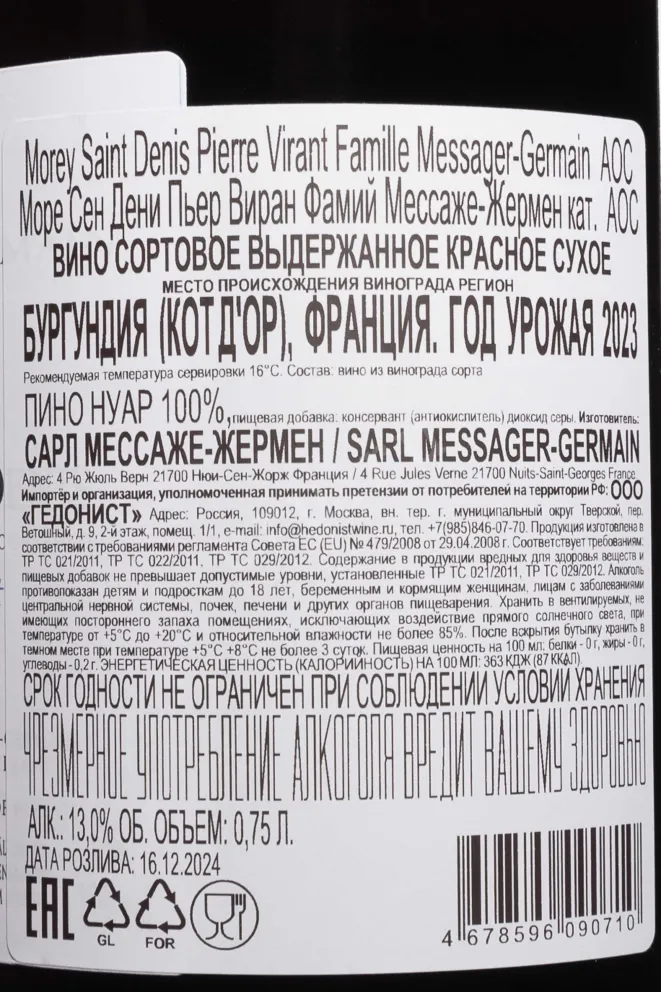 Morey Saint Denis Pierre Virant Famille Messager-Germain AOC
Море Сен Дени Пьер Виран Фамий Мессаже-Жермен кат. АОС
ВИНО СОРТОВОЕ ВЫДЕРЖАННОЕ КРАСНОЕ СУХОЕ
МЕСТО ПРОИСХОЖДЕНИЯ ВИНОГРАДА РЕГИОН
БУРГУНДИЯ (КОТ Д'ОР), ФРАНЦИЯ. ГОД УРОЖАЯ 2023
Рекомендуемая температура сервировки 16°С. Состав: вино из винограда сорта
ПИНО НУАР 100%, пищевая добавка: консервант (антиокислитель) диоксид серы. Изготовитель:
САРЛ МЕССАЖЕ-ЖЕРМЕН / SARL MESSAGER-GERMAIN
Адрес: 4 Рю Жюль Верн 21700 Нюи-Сен-Жорж Франция / 4 Rue Jules Verne 21700 Nuits-Saint-Georges France.
Импортёр и организация, уполномоченная принимать претензии от потребителей на территории РФ: ООО
«ГЕДОНИСТ» Адрес: Россия, 109012, г. Москва, вн. тер. г. муниципальный округ Тверской, пер.
Ветошный, д. 9, 2-й этаж, помещ. 1/1, e-mail: info@hedonistwine.ru, тел. +7(985)846-07-70. Продукция изготовлена в
соответствии с требованиями регламента Совета ЕС (EU) № 479/2008 от 29.04.2008 г. Соответствует требованиям:
ТР ТС 021/2011, ТР ТС 022/2011, ТР ТС 029/2012. Содержание в продукции вредных для здоровья веществ и
пищевых добавок не превышает допустимые уровни, установленные ТР ТС 021/2011, ТР ТС 029/2012. Алкоголь
противопоказан детям и подросткам до 18 лет, беременным и кормящим женщинам, лицам с заболеваниями
центральной нервной системы, почек, печени и других органов пищеварения. Хранить в вентилируемых, не
имеющих постороннего запаха помещениях, исключающих воздействие прямого солнечного света, при
температуре от +5°С до +20°С и относительной влажности не более 85%. После вскрытия бутылку хранить в
темном месте при температуре +5°С +8°С не более 3 суток. Пищевая ценность на 100 мл: белки - 0 г, жиры - 0 г,
углеводы - 0,2 г. ЭНЕРГЕТИЧЕСКАЯ ЦЕННОСТЬ (КАЛОРИЙНОСТЬ) НА 100 МЛ: 363 КДЖ (87 ККАЛ).
СРОК ГОДНОСТИ НЕ ОГРАНИЧЕН ПРИ СОБЛЮДЕНИИ УСЛОВИЙ ХРАНЕНИЯ
ЧРЕЗМЕРНОЕ УПОТРЕБЛЕНИЕ АЛКОГОЛЯ ВРЕДИТ ВАШЕМУ ЗДОРОВЬЮ
АЛК.: 13,0% ОБ. ОБЪЕМ: 0,75 Л.
ДАТА РОЗЛИВА: 16.12.2024
ЕАС
GL
FOR
4 678596 090710